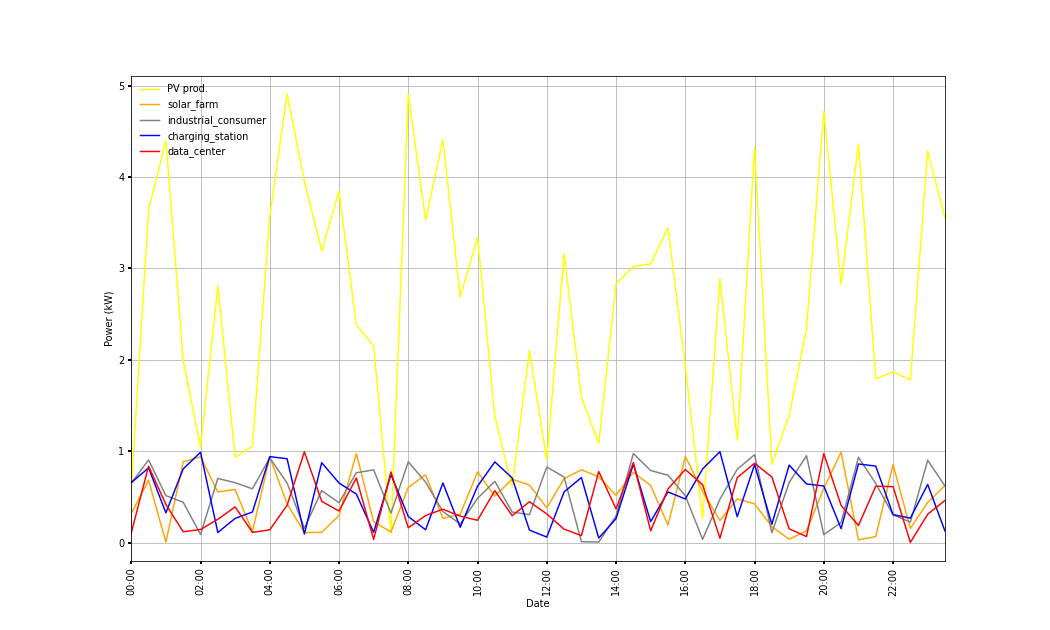 5
PV prod.
solar_farm
industrial_consumer
charging_station
data_center
4
3
2
1
0
Power (kW)
00:00 02:00 04:00 06:00 08:00 10:00 12:00 14:00 16:00 18:00 20:00 22:00
Date